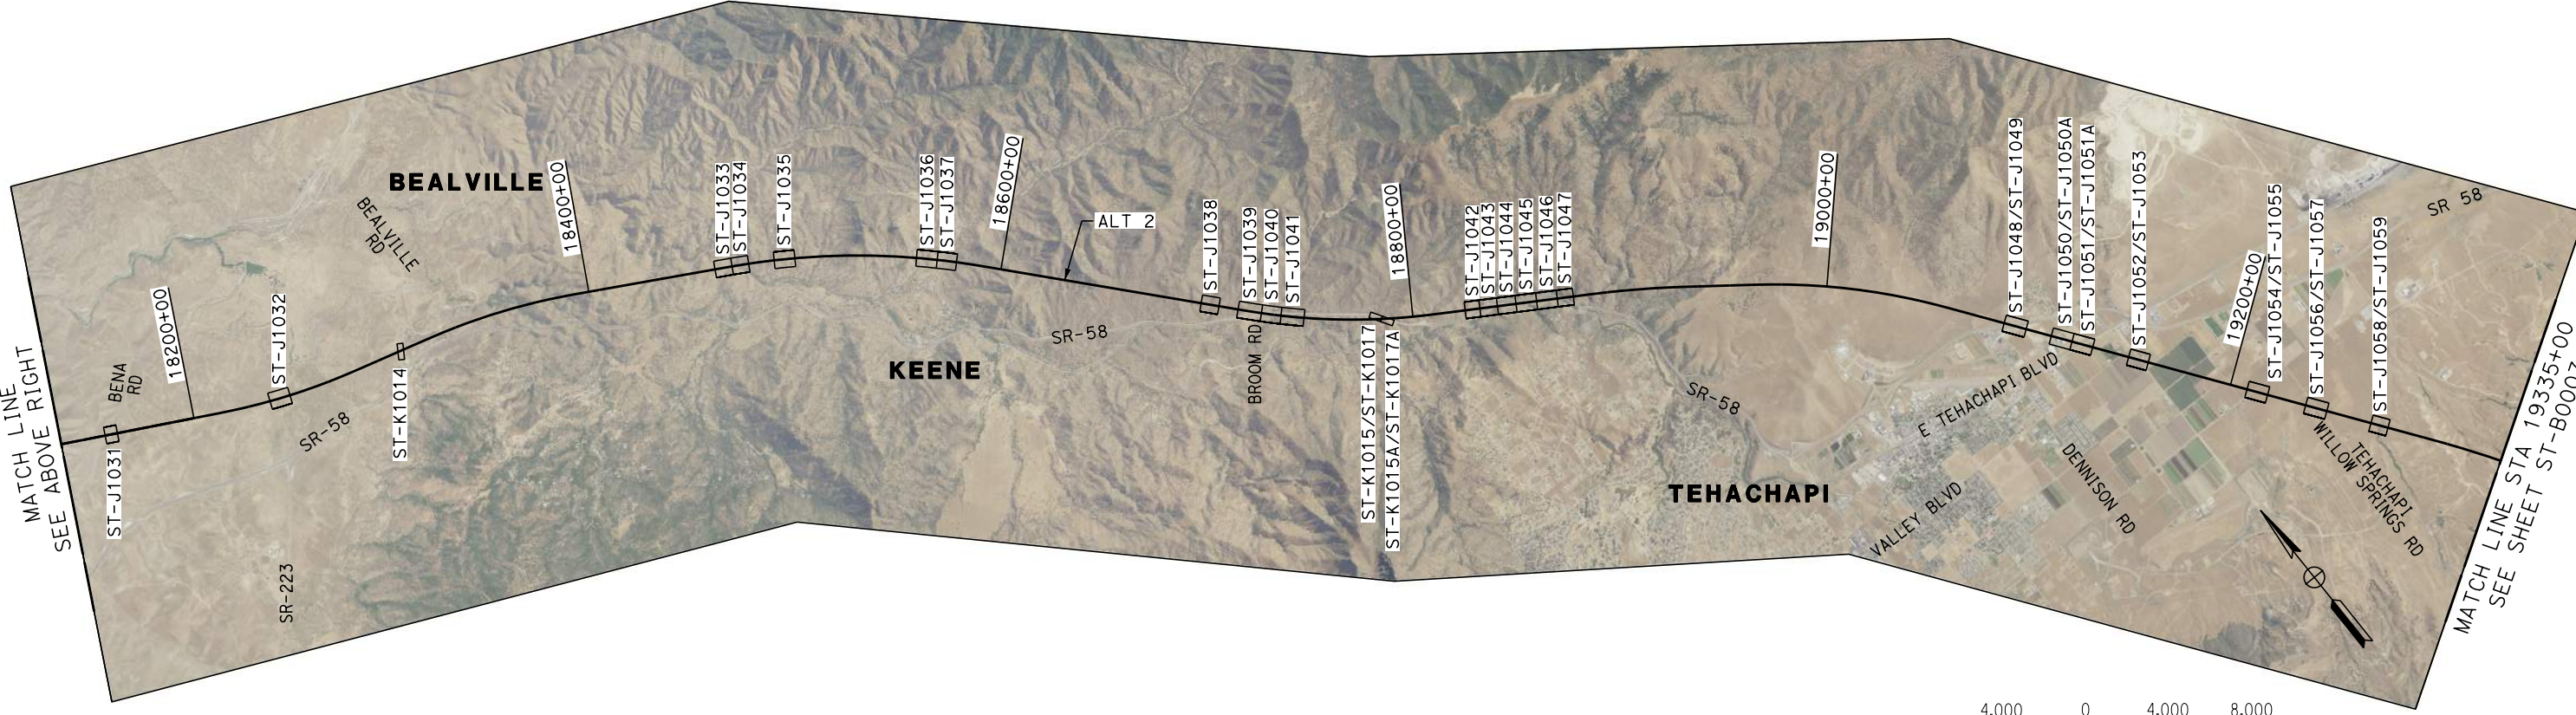 MATCH LINE
SEE ABOVE RIGHT
BENA
RD
ST-J1031
18200+00
ST-J1032
SR-58
SR-223
BEALVILLE
BEALVILLE
RD
ST-K1014
18400+00
ST-J1033
ST-J1034
ST-J1035
ST-J1036
ST-J1037
18600+00
ALT 2
KEENE
SR-58
ST-J1038
ST-J1039
ST-J1040
ST-J1041
BROOM RD
ST-K1015/ST-K1017
ST-K1015A/ST-K1017A
18800+00
ST-J1042
ST-J1043
ST-J1044
ST-J1045
ST-J1046
ST-J1047
SR-58
TEHACHAPI
19000+00
E TEHACHAPI BLVD
VALLEY BLVD
DENNISON RD
ST-J1048/ST-J1049
ST-J1050/ST-J1050A
ST-J1051/ST-J1051A
ST-J1052/ST-J1053
19200+00
ST-J1054/ST-J1055
ST-J1056/ST-J1057
ST-J1058/ST-J1059
SR 58
TEHACHAPI
WILLOW SPRINGS RD
MATCH LINE STA 19335+00
SEE SHEET ST-B0007
4,000 0 4,000 8,000